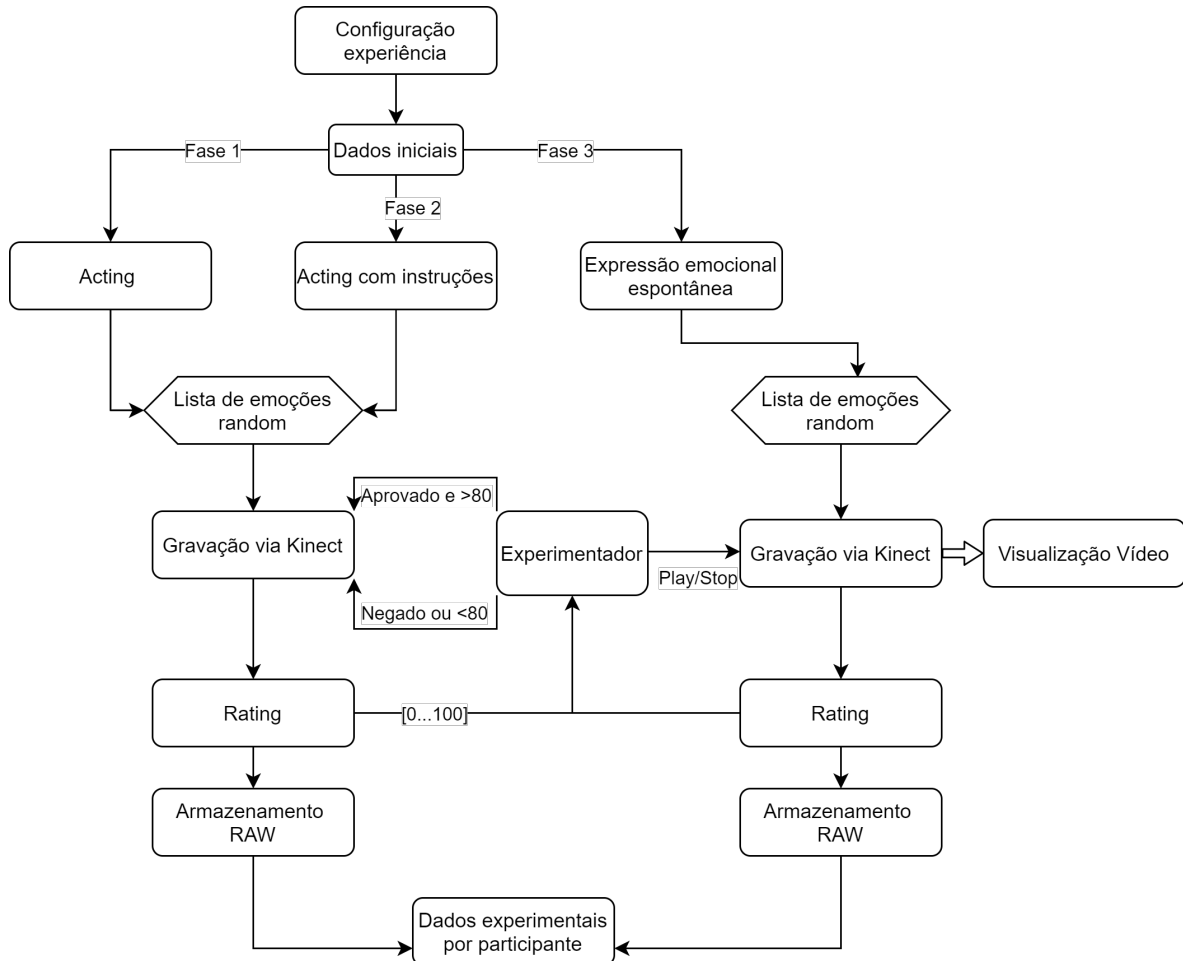 Configuração
experiência
Dados iniciais
Fase 1
Fase 3
Fase 2
Acting
Acting com instruções
Expressão emocional
espontânea
Lista de emoções
random
Lista de emoções
random
Aprovado e >80
Gravação via Kinect
Experimentador
Gravação via Kinect
Visualização Vídeo
Play/Stop
Negado ou <80
Rating
[0...100]
Rating
Armazenamento
RAW
Armazenamento
RAW
Dados experimentais
por participante